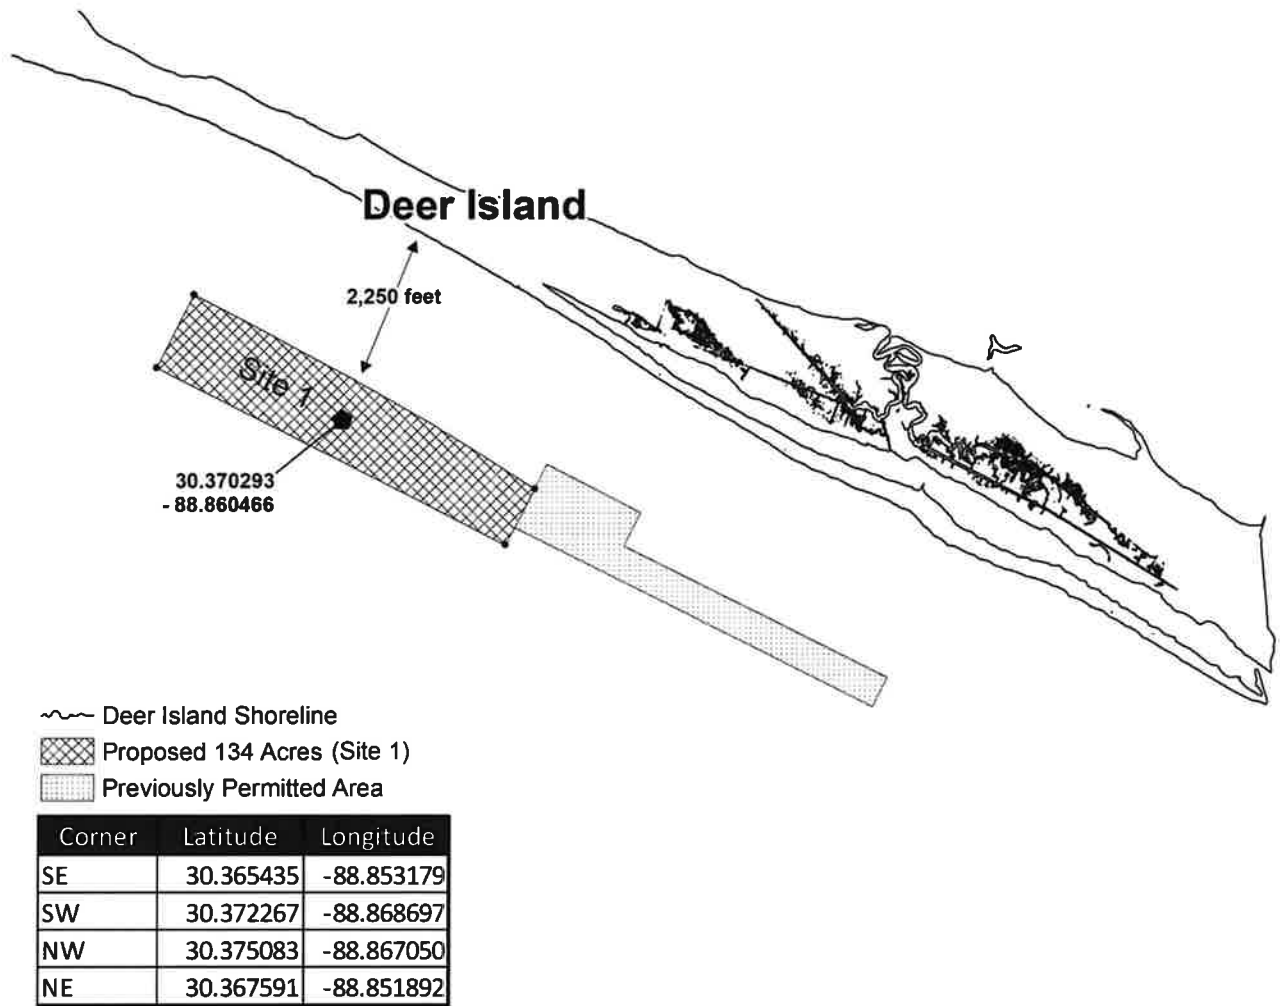 Deer Island
2,250 feet
Site 1
30.370293
- 88.860466
Deer Island Shoreline
Proposed 134 Acres (Site 1)
Previously Permitted Area
Corner Latitude Longitude
SE 30.365435 -88.853179
SW 30.372267 -88.868697
NW 30.375083 -88.867050
NE 30.367591 -88.851892